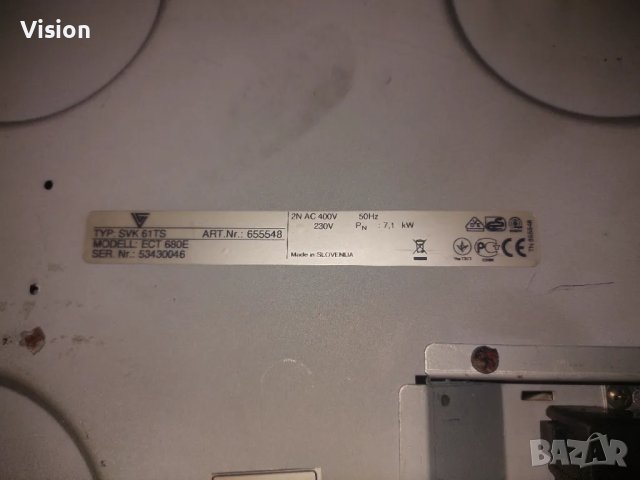 Vision
TYP: SVK 61TS ART.Nr.: 655548
MODELL: ECT 680E
SER. Nr.: 53430046
2N AC 400V 50Hz
230V PN : 7,1 kW
Made in SLOVENIJA
BAZAR